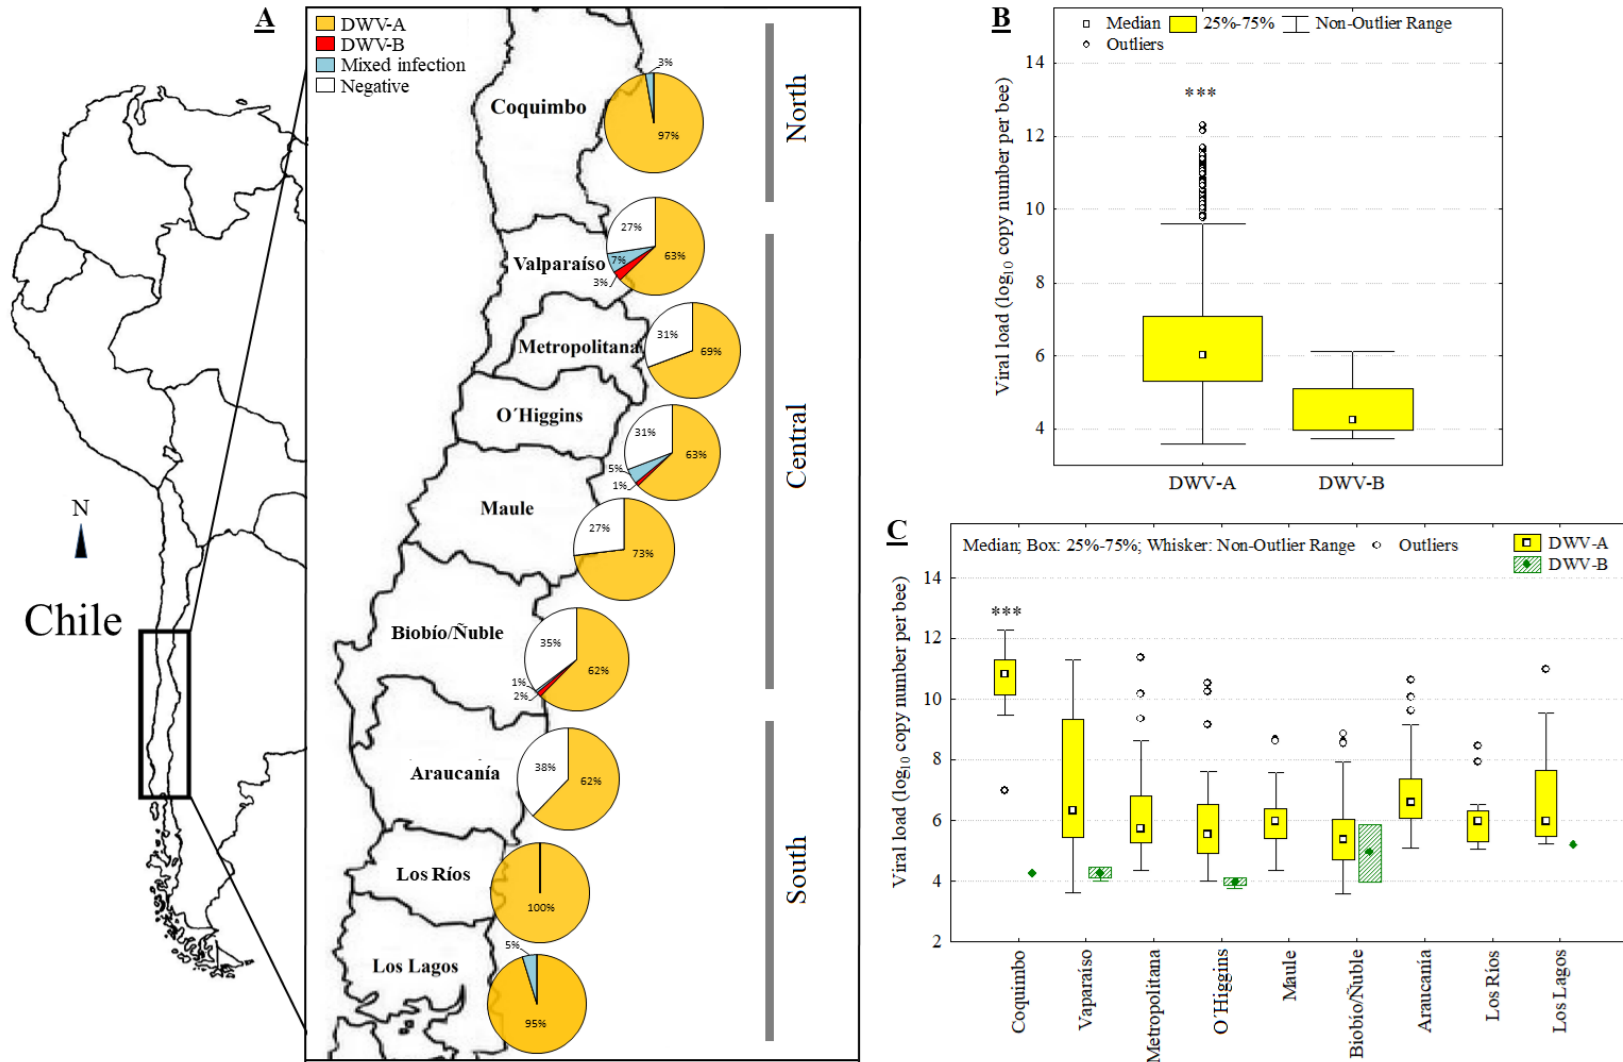 A
DWV-A
DWV-B
Mixed infection
Negative
N
Chile
Coquimbo
3%
97%
North
Valparaíso
27%
7%
3%
63%
Metropolitana
31%
69%
O´Higgins
31%
5%
1%
63%
Central
Maule
27%
73%
Biobío/Ñuble
35%
1%
2%
62%
Araucanía
38%
62%
Los Ríos
100%
South
Los Lagos
5%
95%
B
Median 25%-75% Non-Outlier Range
Outliers
Viral load (log10 copy number per bee)
14
12
10
8
6
4
***
DWV-A DWV-B
C
Median; Box: 25%-75%; Whisker: Non-Outlier Range Outliers
DWV-A
DWV-B
Viral load (log10 copy number per bee)
14
12
10
8
6
4
2
***
Coquimbo
Vaparaíso
Metropolitana
O´Higgins
Maule
Biobío/Ñuble
Araucanía
Los Ríos
Los Lagos